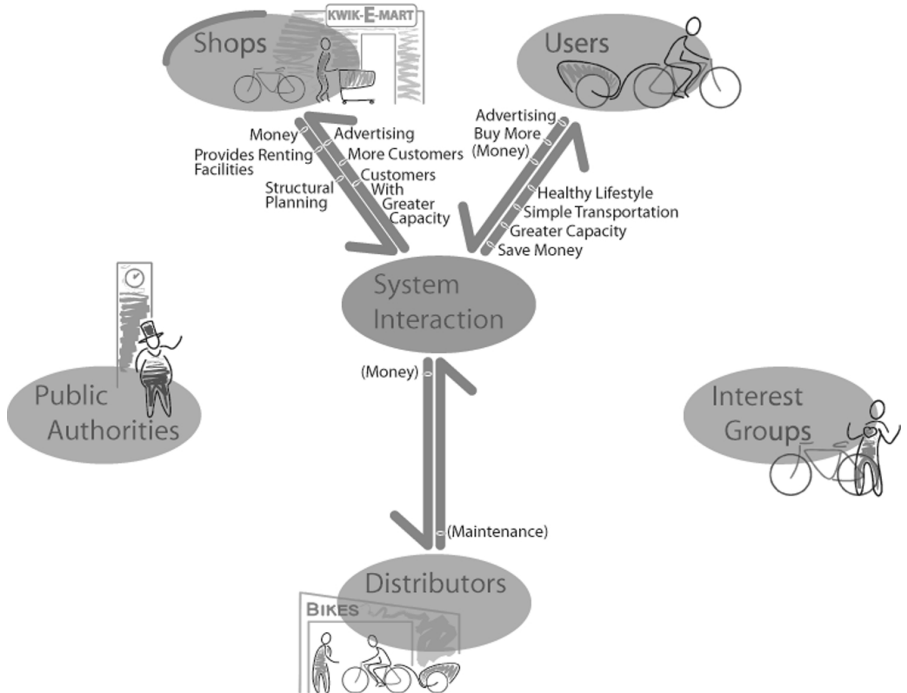 KWIK-E-MART
Shops
Users
Money
Provides Renting
Facilities
Structural
Planning
Advertising
More Customers
Customers
With
Greater
Capacity
Advertising
Buy More
(Money)
Healthy Lifestyle
Simple Transportation
Greater Capacity
Save Money
System
Interaction
Public
Authorities
Interest
Groups
(Money)
(Maintenance)
Distributors
BIKES